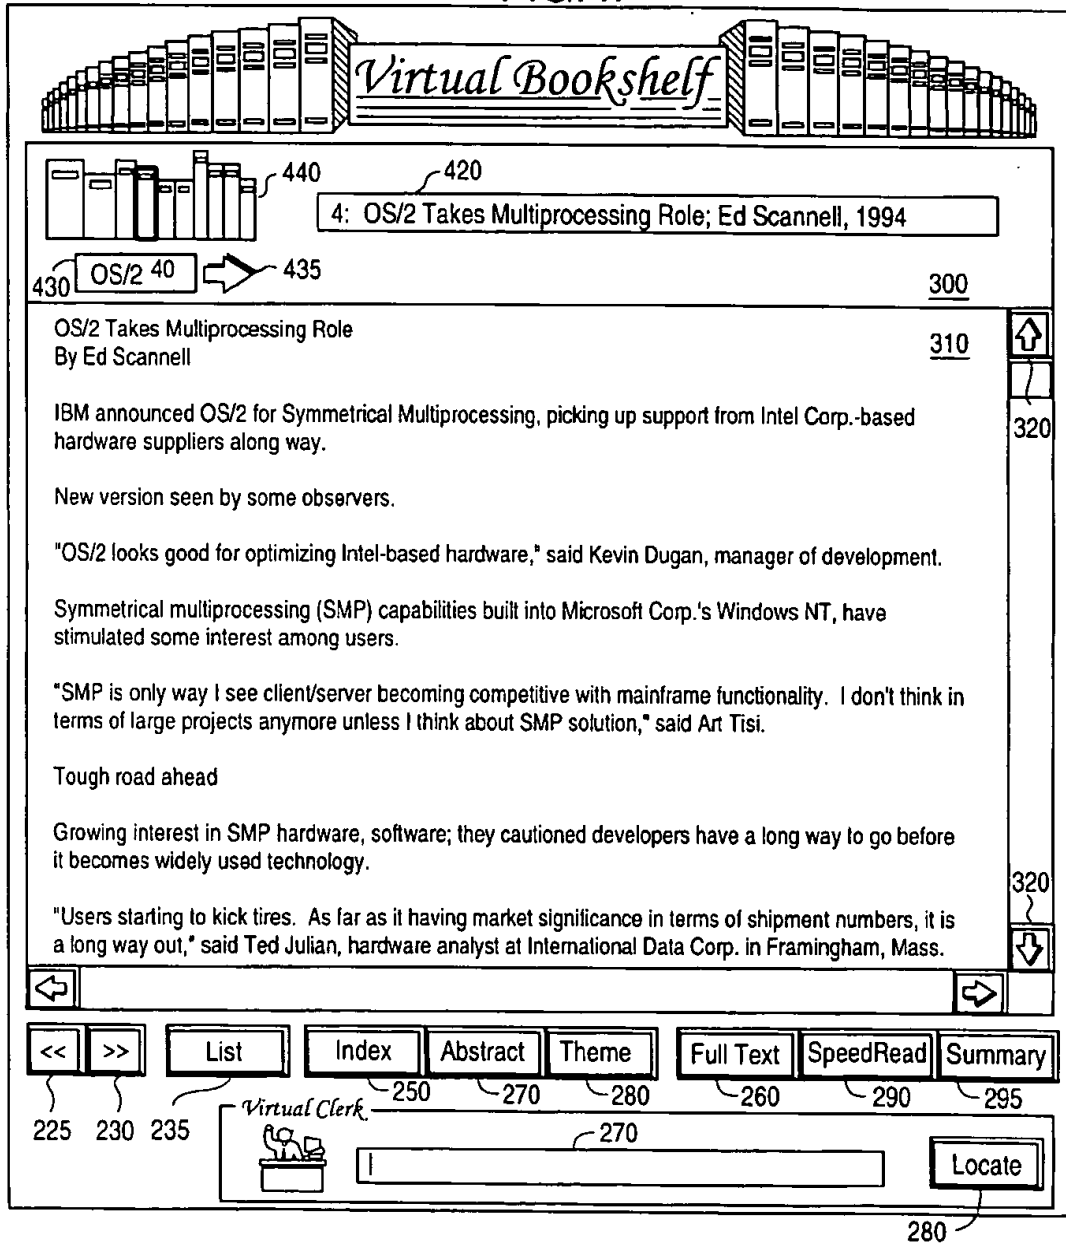 Virtual Bookshelf
440
420
4: OS/2 Takes Multiprocessing Role; Ed Scannell, 1994
430
OS/2 40
435
300
OS/2 Takes Multiprocessing Role
310
By Ed Scannell
IBM announced OS/2 for Symmetrical Multiprocessing, picking up support from Intel Corp.-based
320
hardware suppliers along way.
New version seen by some observers.
"OS/2 looks good for optimizing Intel-based hardware," said Kevin Dugan, manager of development.
Symmetrical multiprocessing (SMP) capabilities built into Microsoft Corp.'s Windows NT, have
stimulated some interest among users.
"SMP is only way I see client/server becoming competitive with mainframe functionality. I don't think in
terms of large projects anymore unless I think about SMP solution," said Art Tisi.
Tough road ahead
Growing interest in SMP hardware, software; they cautioned developers have a long way to go before
it becomes widely used technology.
320
"Users starting to kick tires. As far as it having market significance in terms of shipment numbers, it is
a long way out," said Ted Julian, hardware analyst at International Data Corp. in Framingham, Mass.
<< >> List Index Abstract Theme Full Text SpeedRead Summary
250 270 280 260 290 295
225 230 235
Virtual Clerk
270
Locate
280